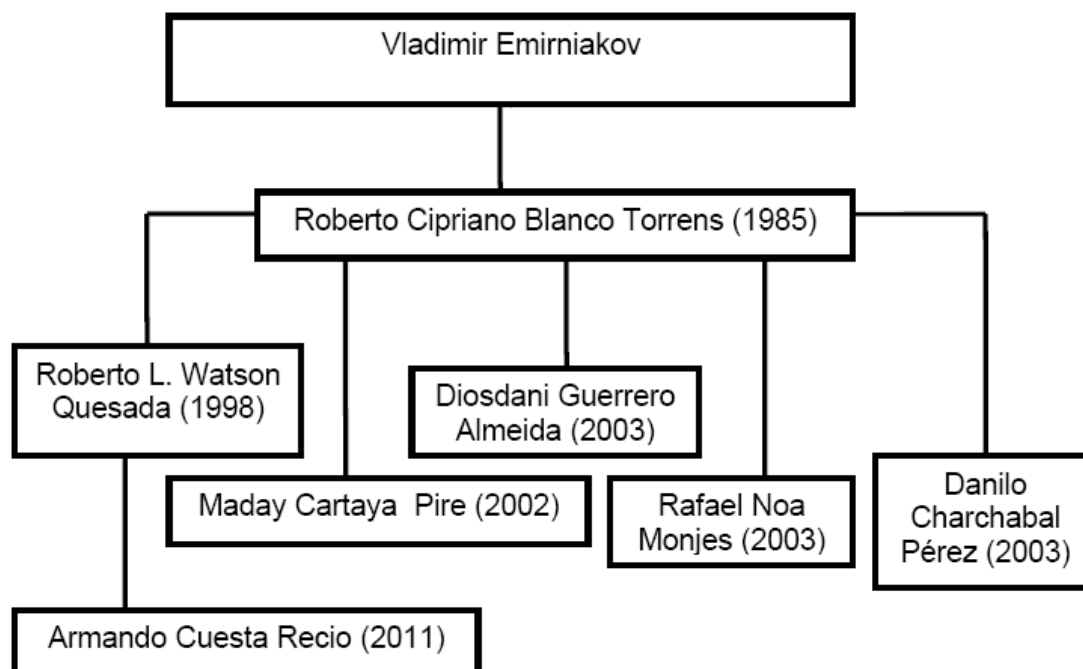 Vladimir Emirniakov
Roberto Cipriano Blanco Torrens (1985)
Roberto L. Watson
Quesada (1998)
Diosdani Guerrero
Almeida (2003)
Maday Cartaya  Pire (2002)
Rafael Noa
Monjes (2003)
Danilo
Charchabal
Pérez (2003)
Armando Cuesta Recio (2011)